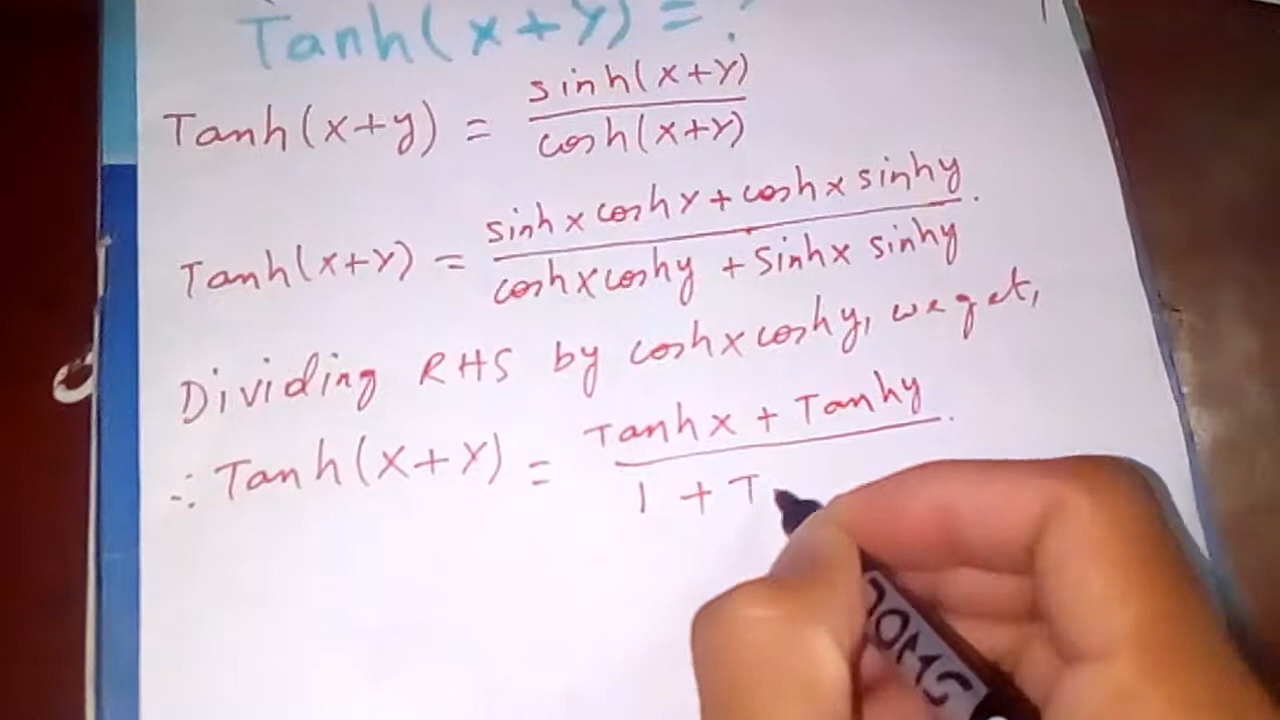 Tanh(x+y) = ?
Tanh(x+y) = sinh(x+y) / cosh(x+y)
Tanh(x+y) = sinhx coshy + coshx sinhy / coshx coshy + sinhx sinhy
Dividing RHS by coshx coshy, we get,
∴ Tanh(x+y) = Tanhx + Tanhy / 1 + T
DOMS